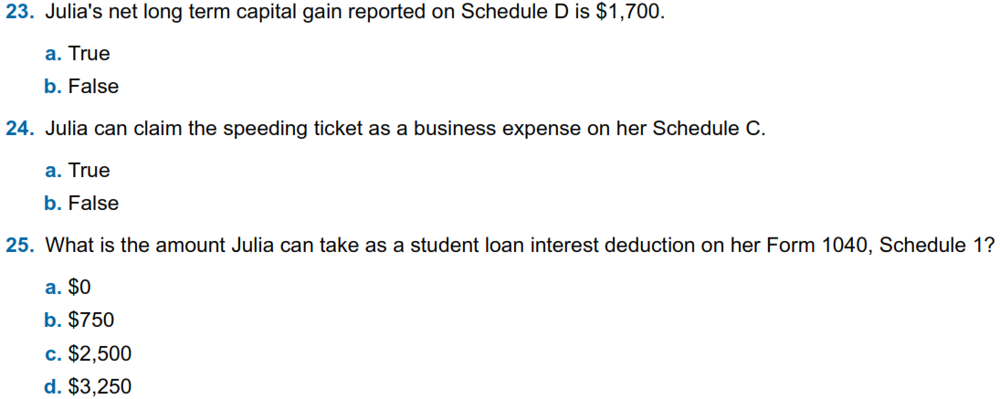 23. Julia's net long term capital gain reported on Schedule D is $1,700.
a. True
b. False
24. Julia can claim the speeding ticket as a business expense on her Schedule C.
a. True
b. False
25. What is the amount Julia can take as a student loan interest deduction on her Form 1040, Schedule 1?
a. $0
b. $750
c. $2,500
d. $3,250